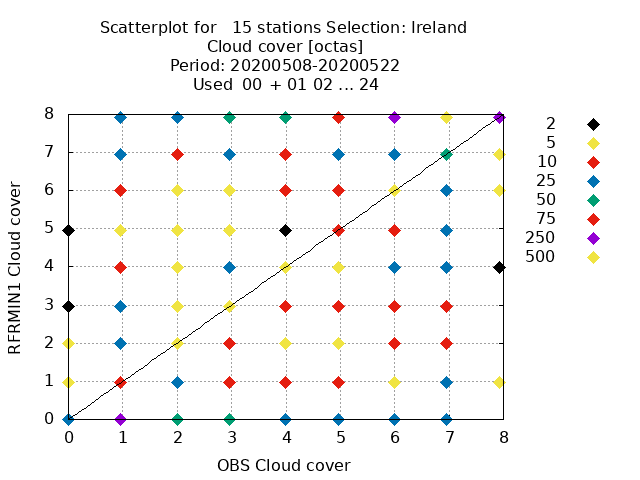 Scatterplot for   15 stations Selection: Ireland
Cloud cover [octas]
Period: 20200508-20200522
Used  00  + 01 02 ... 24
8
7
6
5
4
3
2
1
0
RFRMIN1 Cloud cover
0 1 2 3 4 5 6 7 8
OBS Cloud cover
2
5
10
25
50
75
250
500